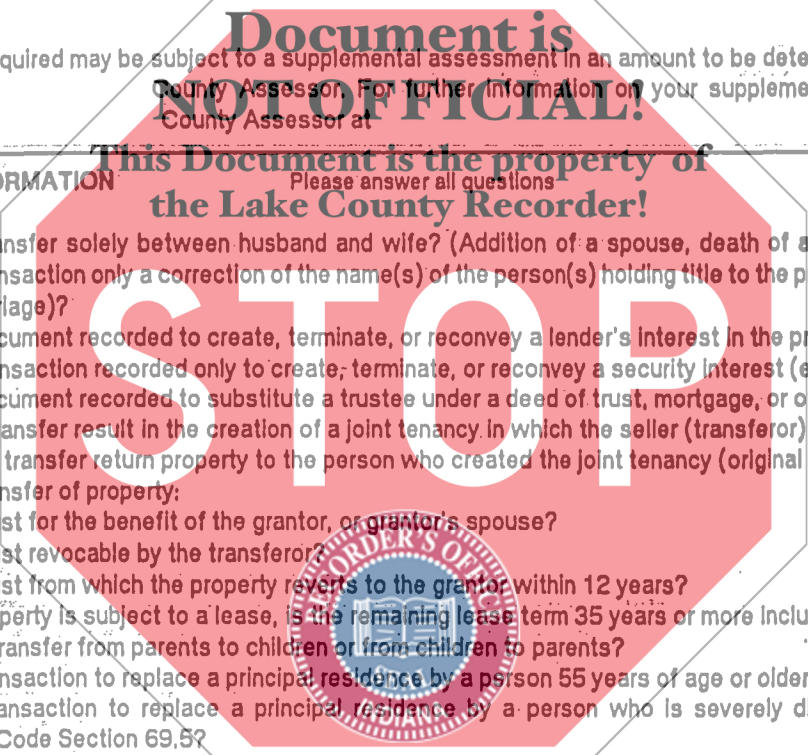 Document is
quired may be subject to a supplemental assessment in an amount to be dete
NOT OFFICIAL!
County Assessor. For further information on your suppleme
County Assessor at
This Document is the property of
ORMATION Please answer all questions
the Lake County Recorder!
ansfer solely between husband and wife? (Addition of a spouse, death of a
nsaction only a correction of the name(s) of the person(s) holding title to the p
iage)?
STOP
cument recorded to create, terminate, or reconvey a lender's interest in the pr
nsaction recorded only to create, terminate, or reconvey a security interest (e
cument recorded to substitute a trustee under a deed of trust, mortgage, or o
ansfer result in the creation of a joint tenancy in which the seller (transferor)
transfer return property to the person who created the joint tenancy (original
nsfer of property:
st for the benefit of the grantor, or grantor's spouse?
st revocable by the transferor?
RECORDER'S OFFICE
st from which the property reverts to the grantor within 12 years?
perty is subject to a lease, is the remaining lease term 35 years or more inclu
ransfer from parents to children or from children to parents?
nsaction to replace a principal residence by a person 55 years of age or older
SEAL
ansaction to replace a principal residence by a person who is severely d
INDIANA
Code Section 69.5?